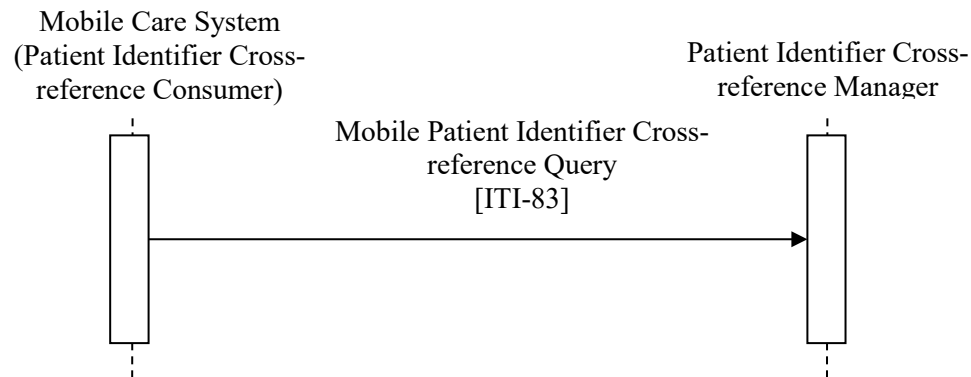 Mobile Care System
(Patient Identifier Cross-
reference Consumer)
Patient Identifier Cross-
reference Manager
Mobile Patient Identifier Cross-
reference Query
[ITI-83]